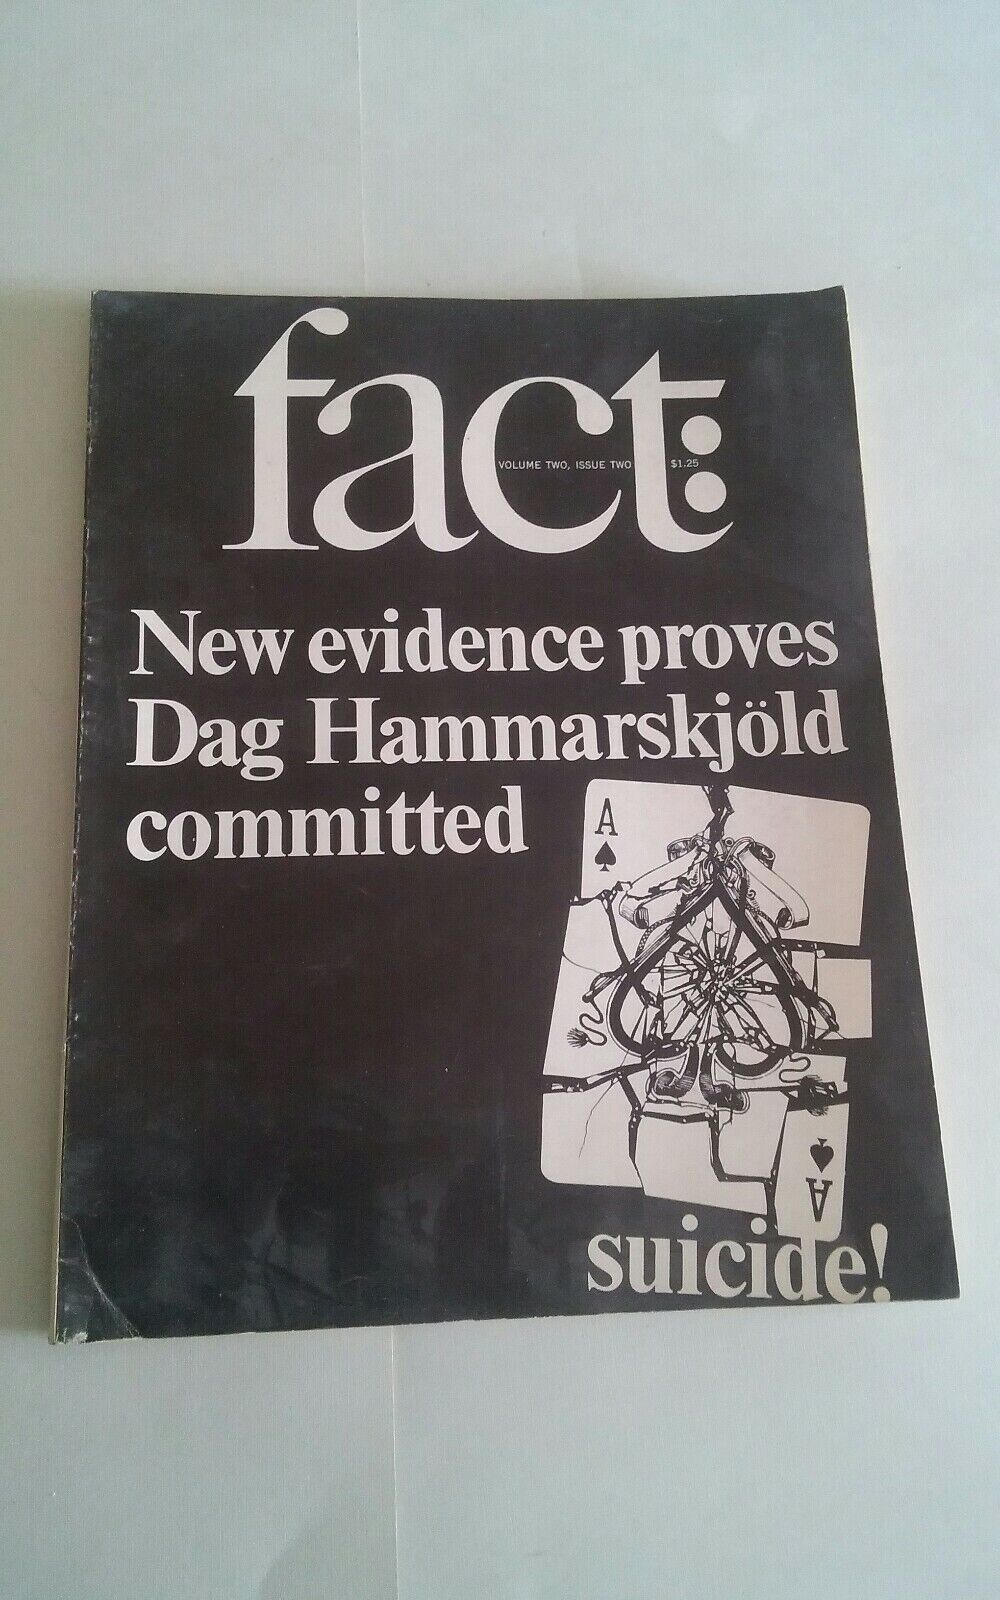 fact:
VOLUME TWO, ISSUE TWO $1.25
New evidence proves
Dag Hammarskjöld
committed
A
A
suicide!